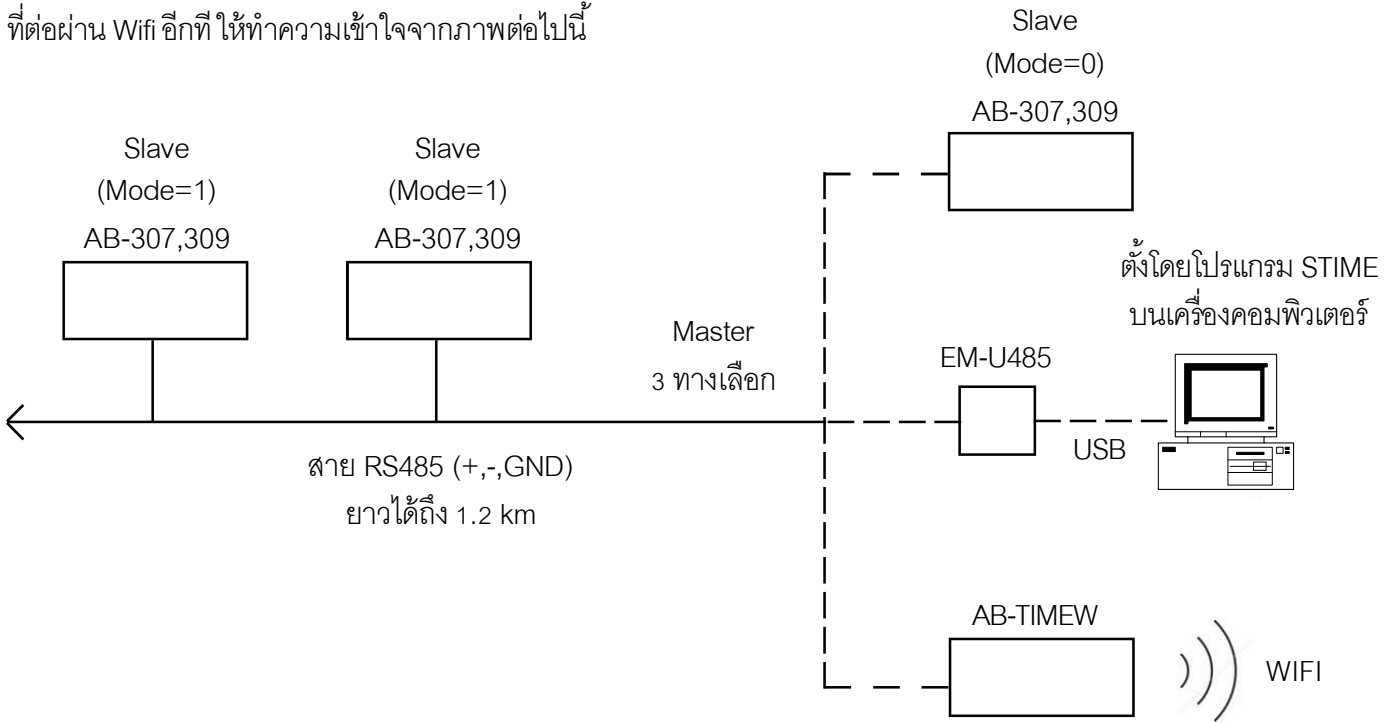 ที่ต่อผ่าน Wifi อีกที ให้ทำความเข้าใจจากภาพต่อไปนี้
Slave
(Mode=0)
AB-307,309
Slave
(Mode=1)
AB-307,309
Slave
(Mode=1)
AB-307,309
ตั้งโดยโปรแกรม STIME
บนเครื่องคอมพิวเตอร์
Master
3 ทางเลือก
EM-U485
USB
สาย RS485 (+,-,GND)
ยาวได้ถึง 1.2 km
AB-TIMEW
WIFI